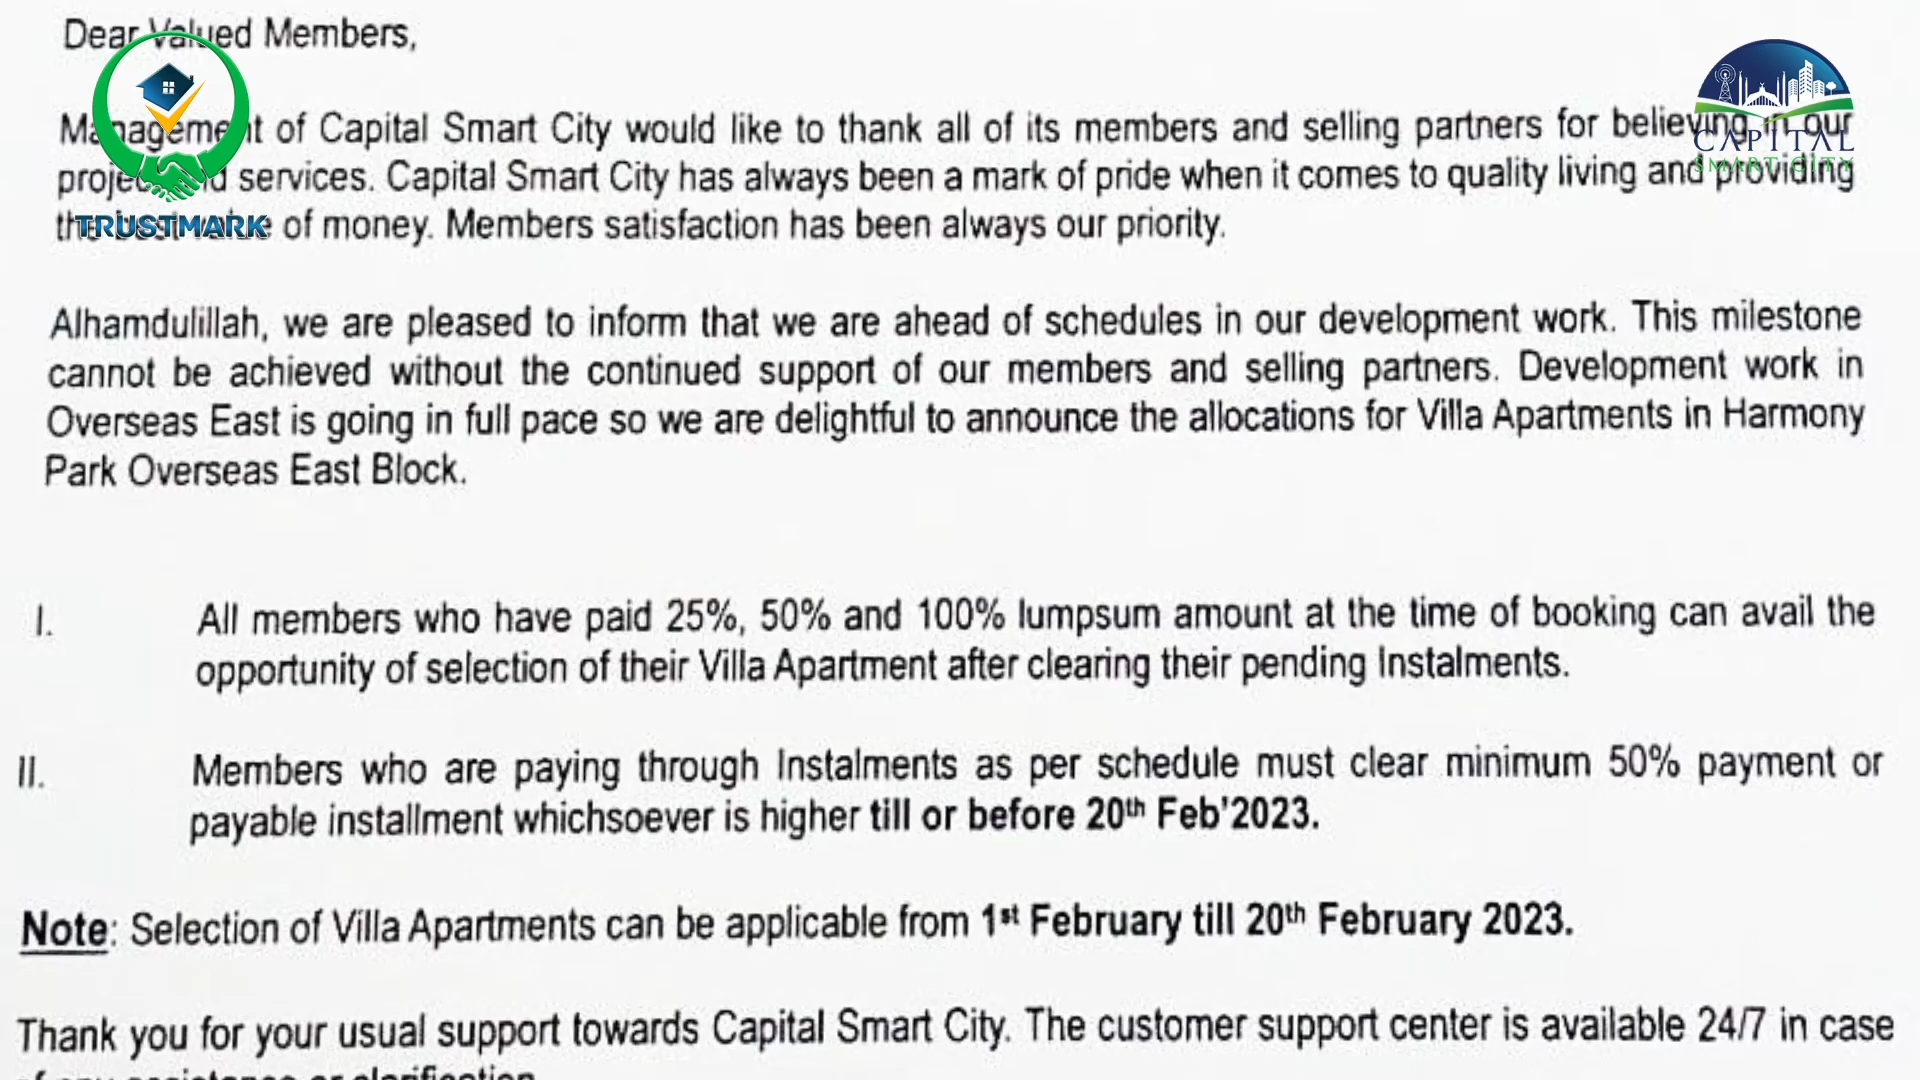 Dear Valued Members,
Management of Capital Smart City would like to thank all of its members and selling partners for believing in our
services. Capital Smart City has always been a mark of pride when it comes to quality living and providing
of money. Members satisfaction has been always our priority.
TRUSTMARK
CAPITAL
SMART CITY
Alhamdulillah, we are pleased to inform that we are ahead of schedules in our development work. This milestone
cannot be achieved without the continued support of our members and selling partners. Development work in
Overseas East is going in full pace so we are delightful to announce the allocations for Villa Apartments in Harmony
Park Overseas East Block.
I. All members who have paid 25%, 50% and 100% lumpsum amount at the time of booking can avail the
opportunity of selection of their Villa Apartment after clearing their pending Instalments.
II. Members who are paying through Instalments as per schedule must clear minimum 50% payment or
payable installment whichsoever is higher till or before 20th Feb'2023.
Note: Selection of Villa Apartments can be applicable from 1st February till 20th February 2023.
Thank you for your usual support towards Capital Smart City. The customer support center is available 24/7 in case